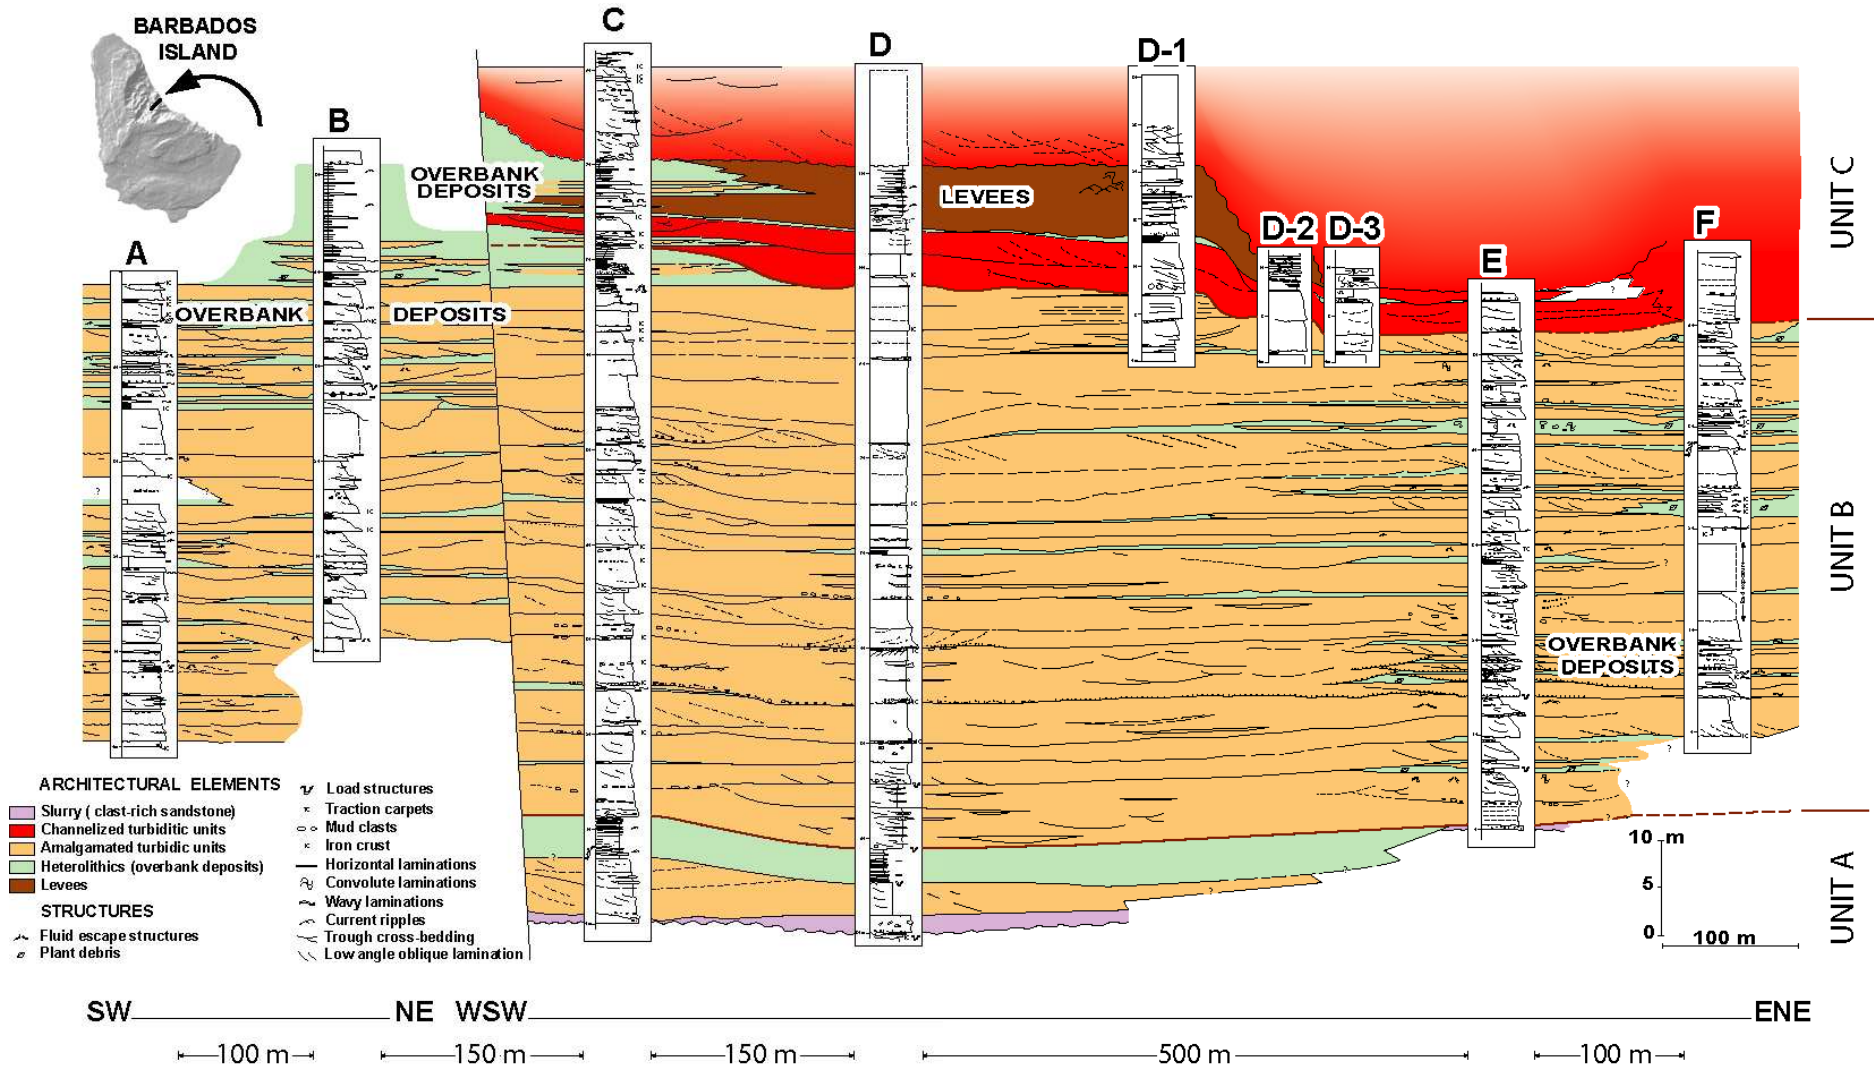 BARBADOS
ISLAND
A
B
C
D
D-1
D-2
D-3
E
F
OVERBANK
DEPOSITS
LEVEES
OVERBANK DEPOSITS
OVERBANK
DEPOSITS
UNIT C
UNIT B
UNIT A
ARCHITECTURAL ELEMENTS
Slurry ( clast-rich sandstone)
Channelized turbiditic units
Amalgamated turbidic units
Heterolithics (overbank deposits)
Levees
STRUCTURES
Fluid escape structures
Plant debris
Load structures
Traction carpets
Mud clasts
Iron crust
Horizontal laminations
Convolute laminations
Wavy laminations
Current ripples
Trough cross-bedding
Low angle oblique lamination
10 m
5
0
100 m
SW NE WSW ENE
100 m 150 m 150 m 500 m 100 m